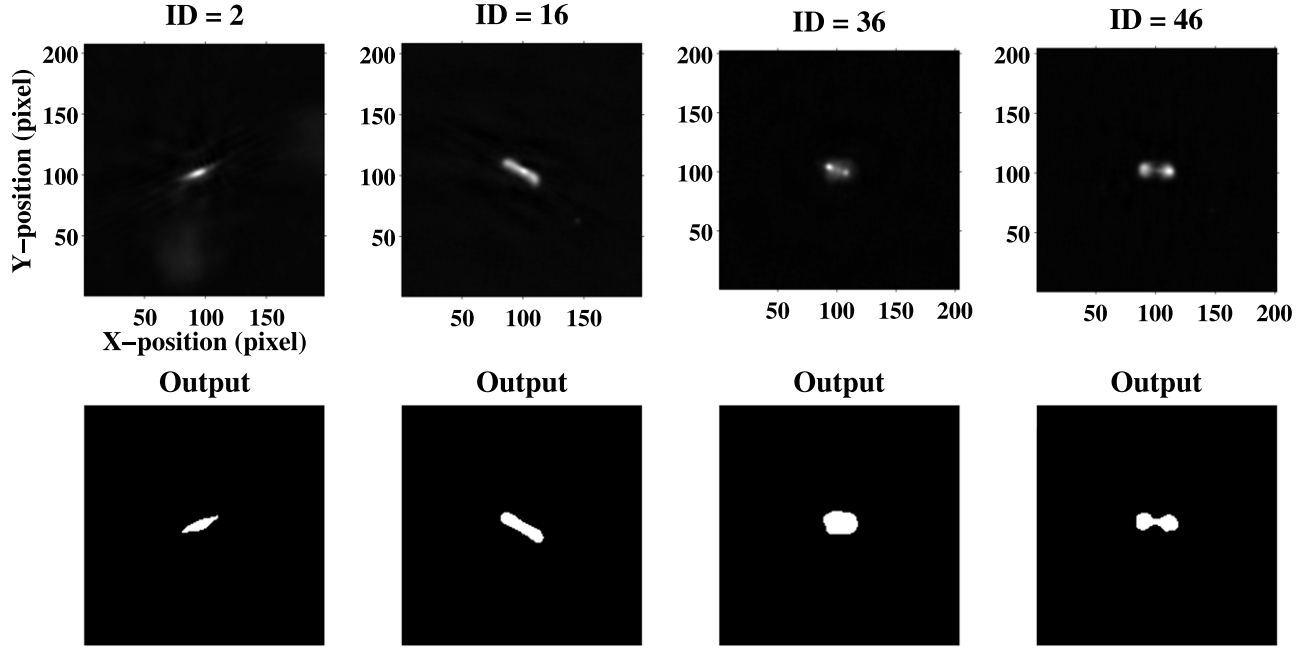 ID = 2
ID = 16
ID = 36
ID = 46
Y−position (pixel)
200
150
100
50
50 100 150
X−position (pixel)
200
150
100
50
50 100 150
200
150
100
50
50 100 150 200
200
150
100
50
50 100 150 200
Output
Output
Output
Output